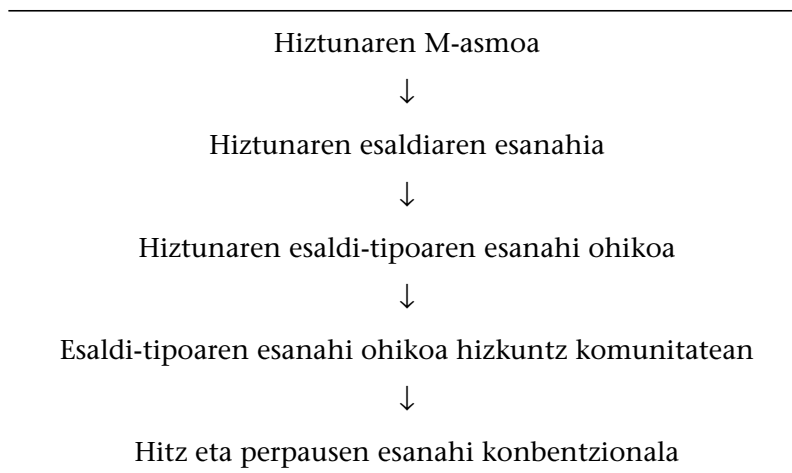 Hiztunaren M-asmoa
↓
Hiztunaren esaldiaren esanahia
↓
Hiztunaren esaldi-tipoaren esanahi ohikoa
↓
Esaldi-tipoaren esanahi ohikoa hizkuntz komunitatean
↓
Hitz eta perpausen esanahi konbentzionala